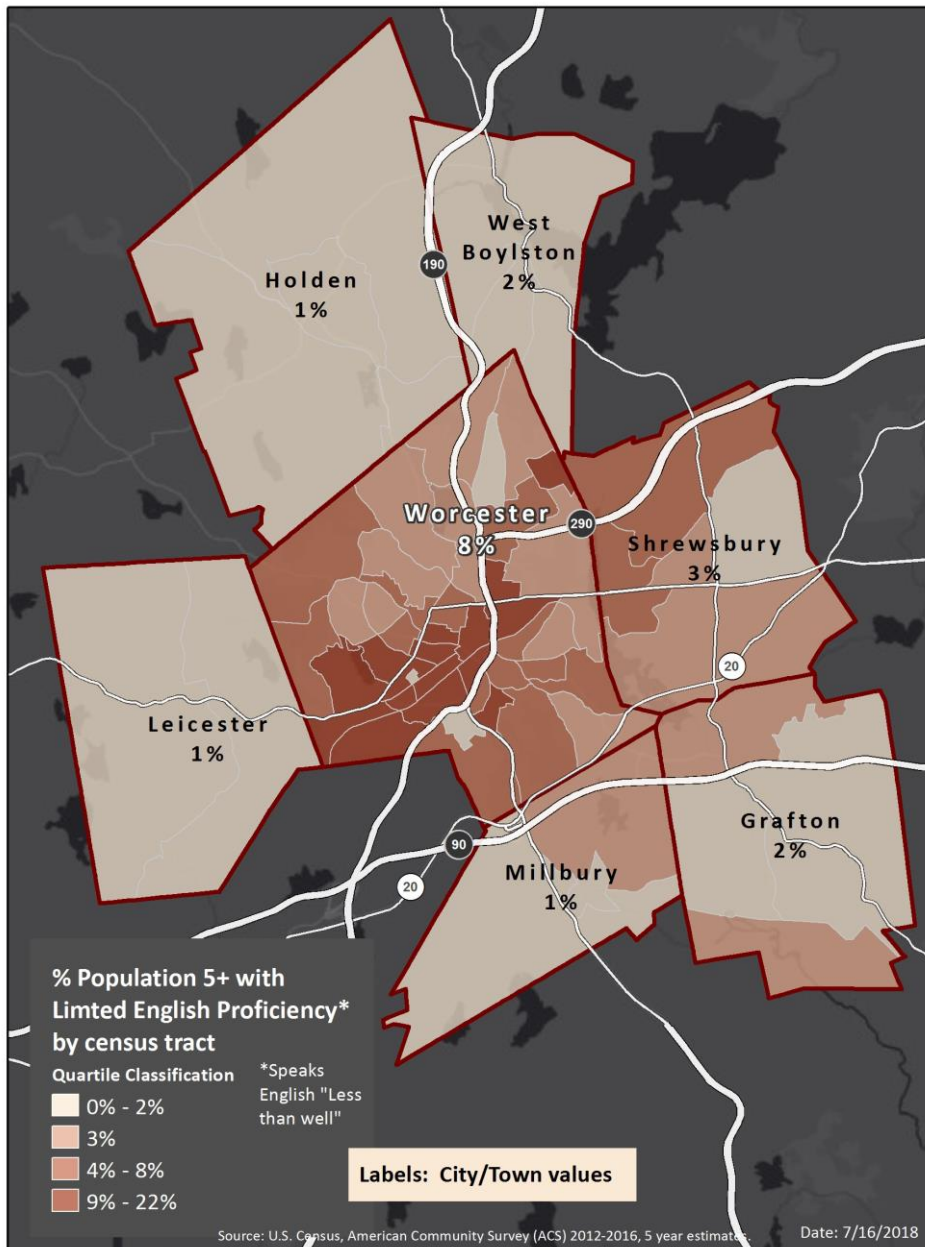 190
West
Boylston
2%
Holden
1%
Worcester
8%
290
Shrewsbury
3%
20
Leicester
1%
Grafton
2%
90
Millbury
1%
20
% Population 5+ with
Limted English Proficiency*
by census tract
Quartile Classification
*Speaks
English "Less
than well"
0% - 2%
3%
4% - 8%
9% - 22%
Labels: City/Town values
Source: U.S. Census, American Community Survey (ACS) 2012-2016, 5 year estimates.
Date: 7/16/2018